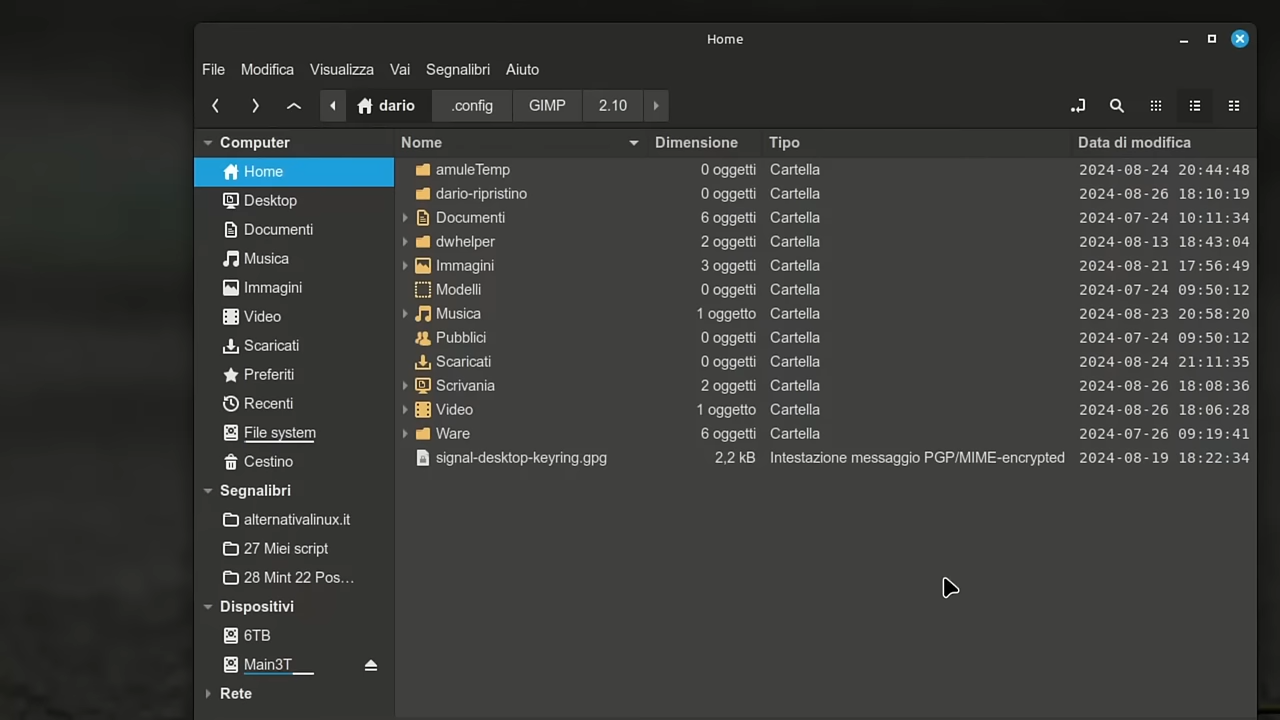 Home
File Modifica Visualizza Vai Segnalibri Aiuto
dario .config GIMP 2.10
Computer
Home
Desktop
Documenti
Musica
Immagini
Video
Scaricati
Preferiti
Recenti
File system
Cestino
Segnalibri
alternativalinux.it
27 Miei script
28 Mint 22 Pos…
Dispositivi
6TB
Main3T
Rete
Nome Dimensione Tipo Data di modifica
amuleTemp 0 oggetti Cartella 2024-08-24 20:44:48
dario-ripristino 0 oggetti Cartella 2024-08-26 18:10:19
Documenti 6 oggetti Cartella 2024-07-24 10:11:34
dwhelper 2 oggetti Cartella 2024-08-13 18:43:04
Immagini 3 oggetti Cartella 2024-08-21 17:56:49
Modelli 0 oggetti Cartella 2024-07-24 09:50:12
Musica 1 oggetto Cartella 2024-08-23 20:58:20
Pubblici 0 oggetti Cartella 2024-07-24 09:50:12
Scaricati 0 oggetti Cartella 2024-08-24 21:11:35
Scrivania 2 oggetti Cartella 2024-08-26 18:08:36
Video 1 oggetto Cartella 2024-08-26 18:06:28
Ware 6 oggetti Cartella 2024-07-26 09:19:41
signal-desktop-keyring.gpg 2,2 kB Intestazione messaggio PGP/MIME-encrypted 2024-08-19 18:22:34